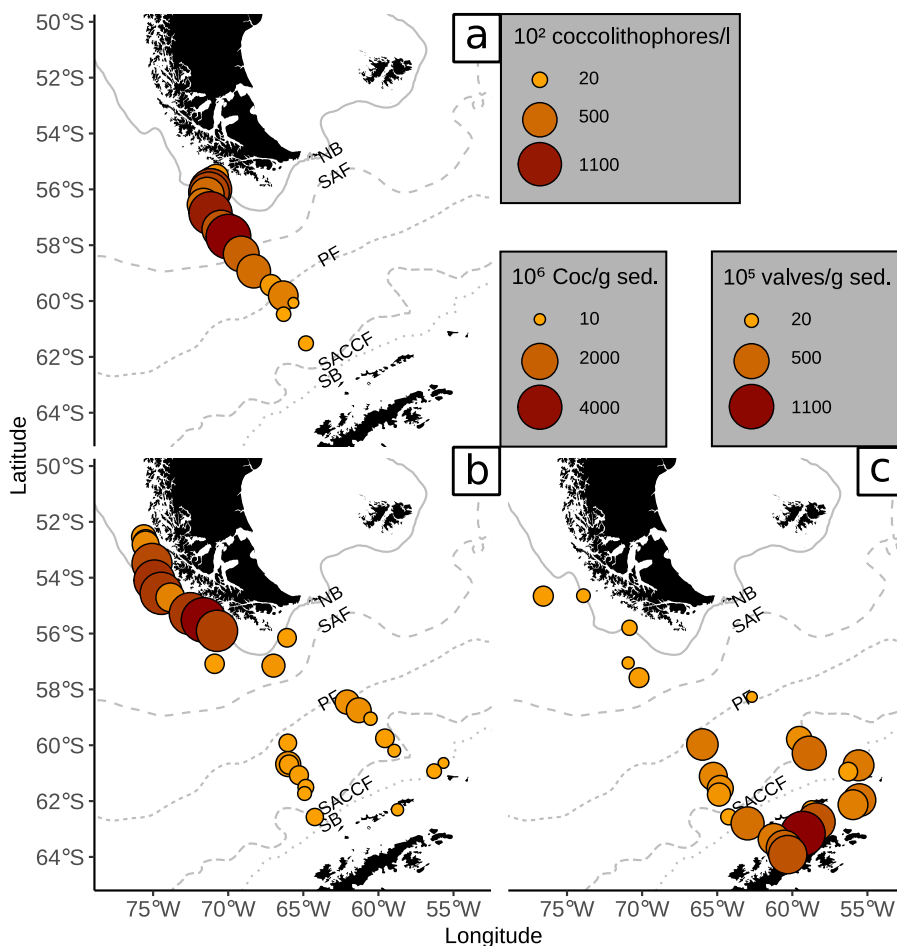 50°S
52°S
54°S
56°S
58°S
60°S
62°S
64°S
a
NB
SAF
PF
SACCF
SB
10² coccolithophores/l
20
500
1100
10⁶ Coc/g sed.
10
2000
4000
10⁵ valves/g sed.
20
500
1100
Latitude
50°S
52°S
54°S
56°S
58°S
60°S
62°S
64°S
b
NB
SAF
PF
SACCF
SB
75°W
70°W
65°W
60°W
55°W
c
NB
SAF
PF
SACCF
75°W
70°W
65°W
60°W
55°W
Longitude